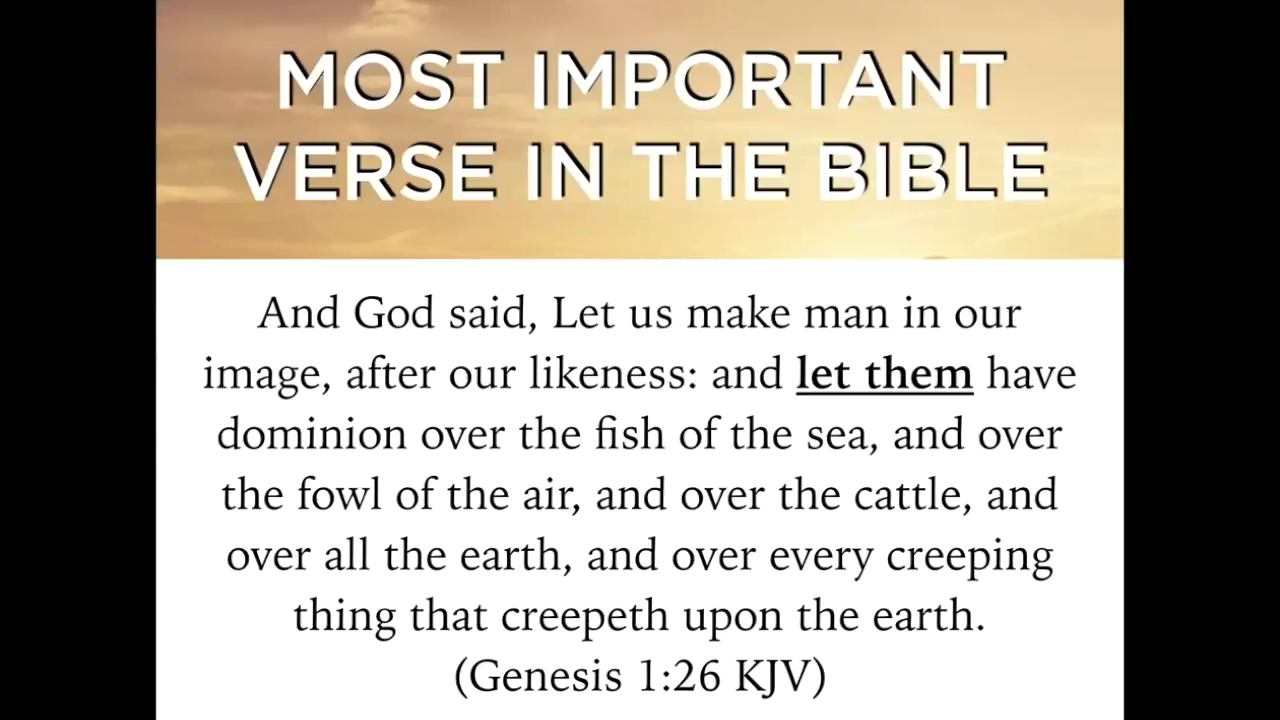 MOST IMPORTANT
VERSE IN THE BIBLE
And God said, Let us make man in our
image, after our likeness: and let them have
dominion over the fish of the sea, and over
the fowl of the air, and over the cattle, and
over all the earth, and over every creeping
thing that creepeth upon the earth.
(Genesis 1:26 KJV)